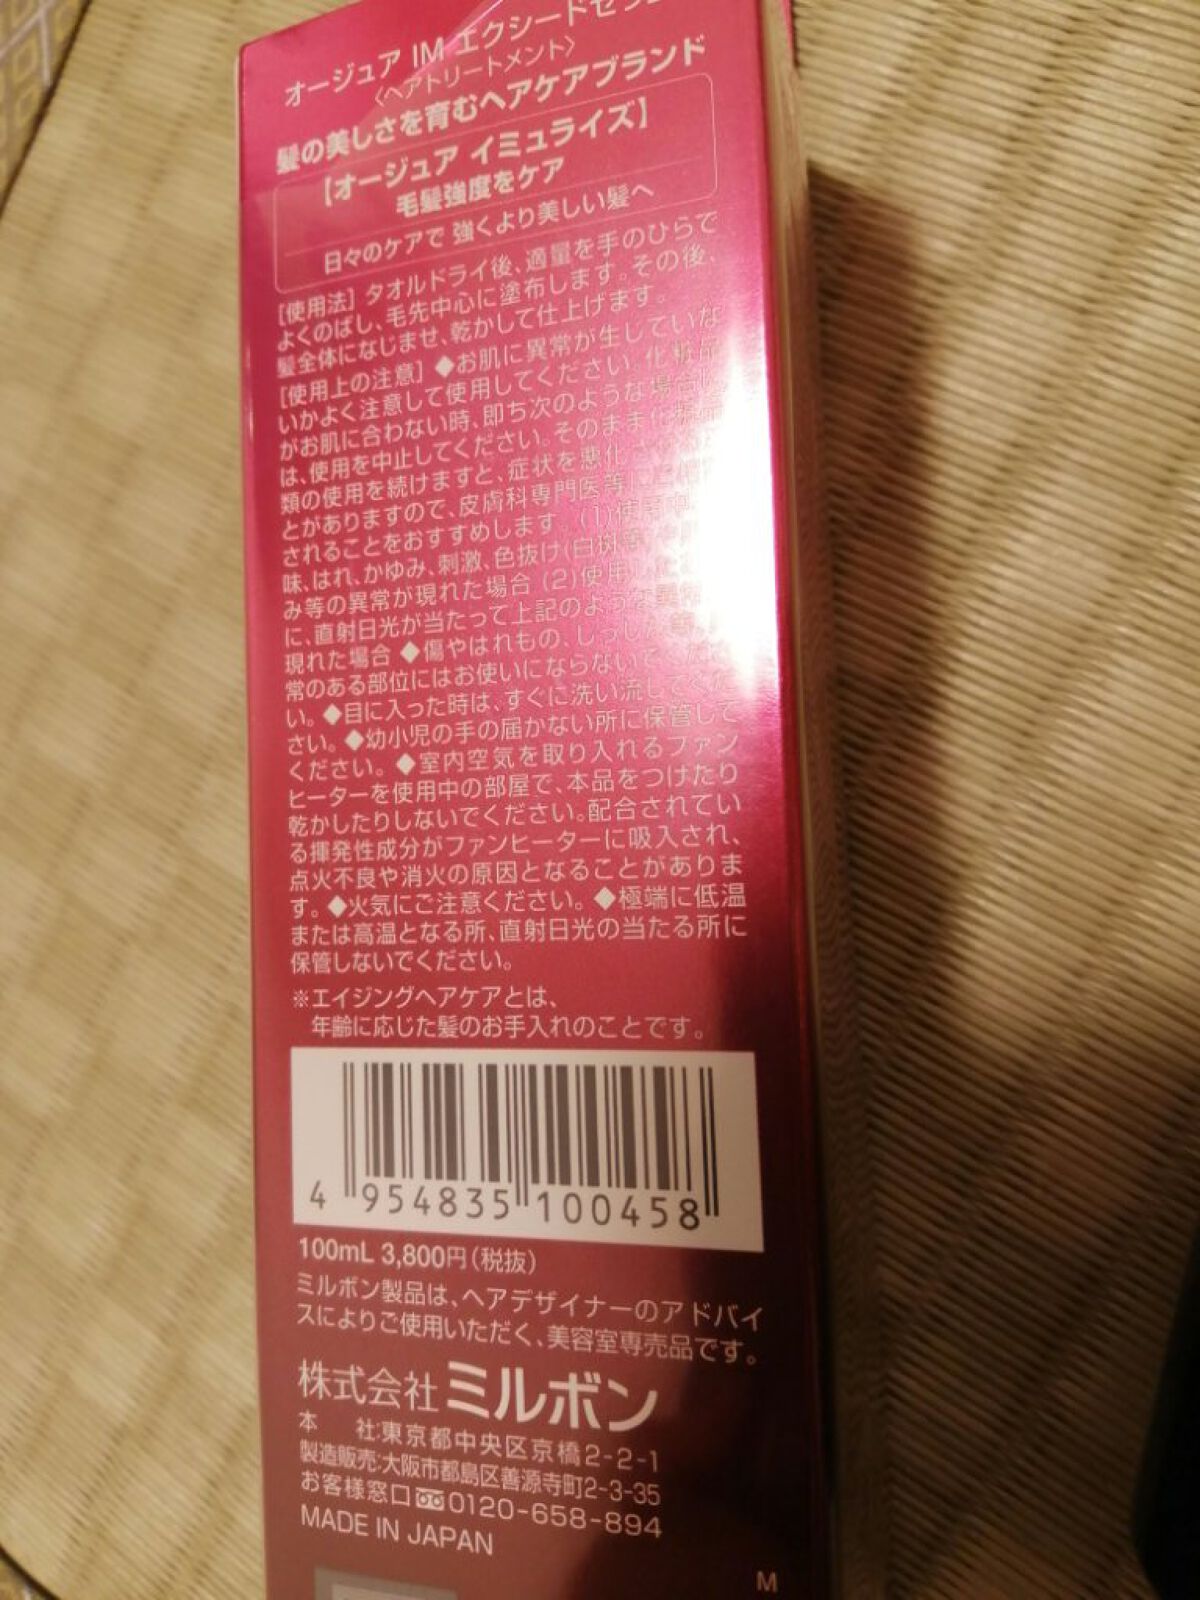 オージュア IM エクシードセラム
〈ヘアトリートメント〉
髪の美しさを育むヘアケアブランド
【オージュア イミュライズ】
毛髪強度をケア
日々のケアで 強くより美しい髪へ
[使用法] タオルドライ後、適量を手のひらで
よくのばし、毛先中心に塗布します。その後、
髪全体になじませ、乾かして仕上げます。
[使用上の注意] ◆お肌に異常が生じていな
いかよく注意して使用してください。化粧品
がお肌に合わない時、即ち次のような場合に
は、使用を中止してください。そのまま化粧品
類の使用を続けますと、症状を悪化
とがありますので、皮膚科専門医等に
されることをおすすめします。(1)使用中
味、はれ、かゆみ、刺激、色抜け(白斑等)
み等の異常が現れた場合 (2)使用
に、直射日光が当たって上記のような異常が
現れた場合 ◆傷やはれもの、しっしん
常のある部位にはお使いにならないで
い。◆目に入った時は、すぐに洗い流してくだ
さい。◆幼小児の手の届かない所に保管して
ください。◆室内空気を取り入れるファン
ヒーターを使用中の部屋で、本品をつけたり
乾かしたりしないでください。配合されてい
る揮発性成分がファンヒーターに吸入され、
点火不良や消火の原因となることがありま
す。◆火気にご注意ください。◆極端に低温
または高温となる所、直射日光の当たる所に
保管しないでください。
※エイジングヘアケアとは、
年齢に応じた髪のお手入れのことです。
4 954835 100458
100mL 3,800円(税抜)
ミルボン製品は、ヘアデザイナーのアドバイ
スによりご使用いただく、美容室専売品です。
株式会社 ミルボン
本 社:東京都中央区京橋2-2-1
製造販売:大阪市都島区善源寺町2-3-35
お客様窓口 0120-658-894
MADE IN JAPAN
M